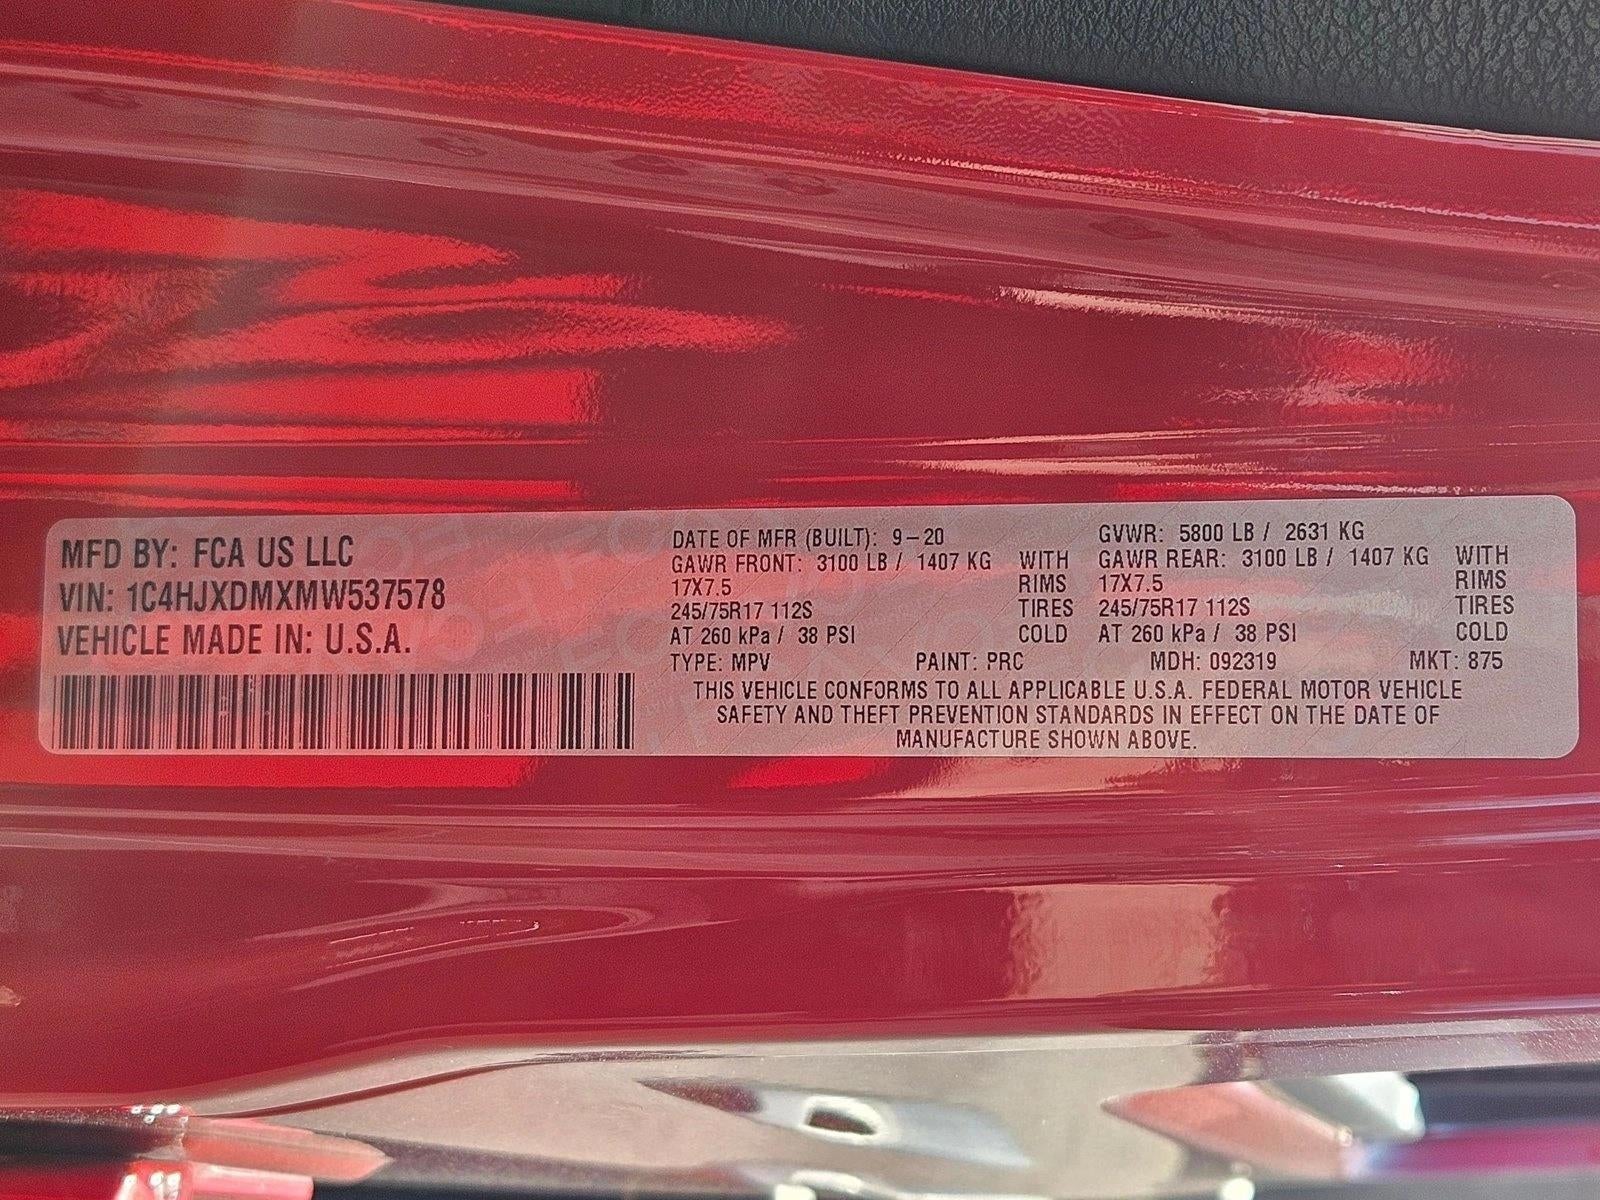 MFD BY: FCA US LLC
VIN: 1C4HJXDMXMW537578
VEHICLE MADE IN: U.S.A.
DATE OF MFR (BUILT): 9-20 GVWR: 5800 LB / 2631 KG
GAWR FRONT: 3100 LB / 1407 KG WITH GAWR REAR: 3100 LB / 1407 KG WITH
17X7.5 RIMS 17X7.5 RIMS
245/75R17 112S TIRES 245/75R17 112S TIRES
AT 260 kPa / 38 PSI COLD AT 260 kPa / 38 PSI COLD
TYPE: MPV PAINT: PRC MDH: 092319 MKT: 875
THIS VEHICLE CONFORMS TO ALL APPLICABLE U.S.A. FEDERAL MOTOR VEHICLE
SAFETY AND THEFT PREVENTION STANDARDS IN EFFECT ON THE DATE OF
MANUFACTURE SHOWN ABOVE.